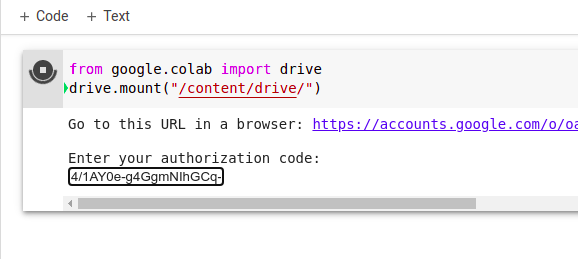 + Code + Text
from google.colab import drive
drive.mount("/content/drive/")
Go to this URL in a browser: https://accounts.google.com/o/oa
Enter your authorization code:
4/1AY0e-g4GgmNIhGCq-